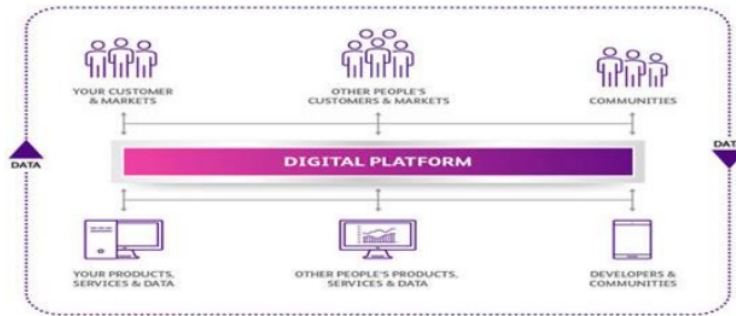 YOUR CUSTOMER
& MARKETS
OTHER PEOPLE'S
CUSTOMERS & MARKETS
COMMUNITIES
DIGITAL PLATFORM
DATA
DATA
YOUR PRODUCTS,
SERVICES & DATA
OTHER PEOPLE'S PRODUCTS,
SERVICES & DATA
DEVELOPERS &
COMMUNITIES